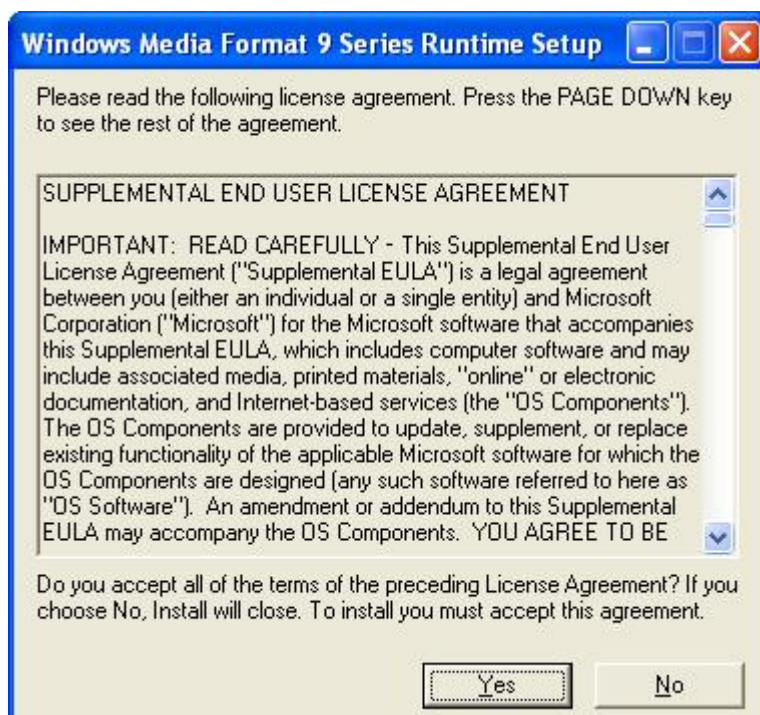 Windows Media Format 9 Series Runtime Setup
Please read the following license agreement. Press the PAGE DOWN key
to see the rest of the agreement.
SUPPLEMENTAL END USER LICENSE AGREEMENT
IMPORTANT:  READ CAREFULLY - This Supplemental End User
License Agreement ("Supplemental EULA") is a legal agreement
between you (either an individual or a single entity) and Microsoft
Corporation ("Microsoft") for the Microsoft software that accompanies
this Supplemental EULA, which includes computer software and may
include associated media, printed materials, "online" or electronic
documentation, and Internet-based services (the "OS Components").
The OS Components are provided to update, supplement, or replace
existing functionality of the applicable Microsoft software for which the
OS Components are designed (any such software referred to here as
"OS Software").  An amendment or addendum to this Supplemental
EULA may accompany the OS Components.  YOU AGREE TO BE
Do you accept all of the terms of the preceding License Agreement? If you
choose No, Install will close. To install you must accept this agreement.
Yes
No